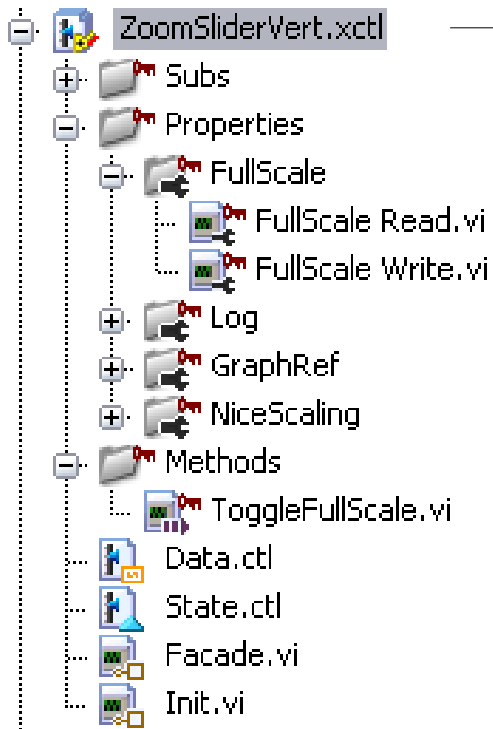 ZoomSliderVert.xctl
Subs
Properties
FullScale
FullScale Read.vi
FullScale Write.vi
Log
GraphRef
NiceScaling
Methods
ToggleFullScale.vi
Data.ctl
State.ctl
Facade.vi
Init.vi